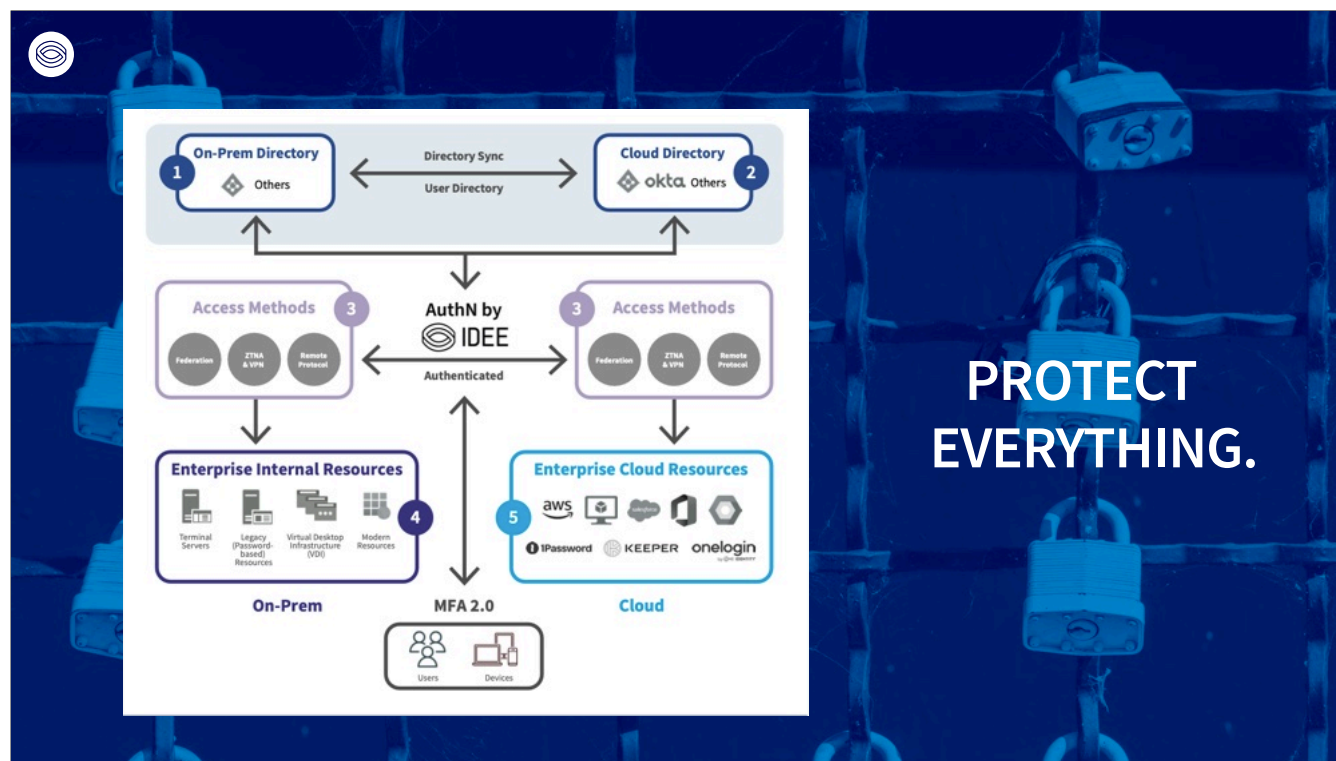 On-Prem Directory
1
Others
Directory Sync
User Directory
Cloud Directory
okta Others
2
Access Methods
3
Federation
ZTNA
& VPN
Remote
Protocol
AuthN by
IDEE
Authenticated
3
Access Methods
Federation
ZTNA
& VPN
Remote
Protocol
Enterprise Internal Resources
Terminal
Servers
Legacy
(Password-
based)
Resources
Virtual Desktop
Infrastructure
(VDI)
Modern
Resources
4
Enterprise Cloud Resources
5
aws
salesforce
1Password
KEEPER
onelogin
by ONE IDENTITY
On-Prem
MFA 2.0
Cloud
Users
Devices
PROTECT
EVERYTHING.